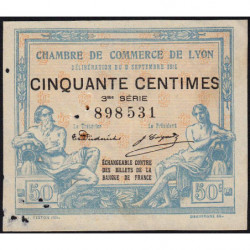 CHAMBRE DE COMMERCE DE LYON
DÉLIBÉRATION DU 8 SEPTEMBRE 1915
CINQUANTE CENTIMES
3me SÉRIE
898531
Le Trésorier
Le Président
ÉCHANGEABLE CONTRE
DES BILLETS DE LA
BANQUE DE FRANCE
50c
50c